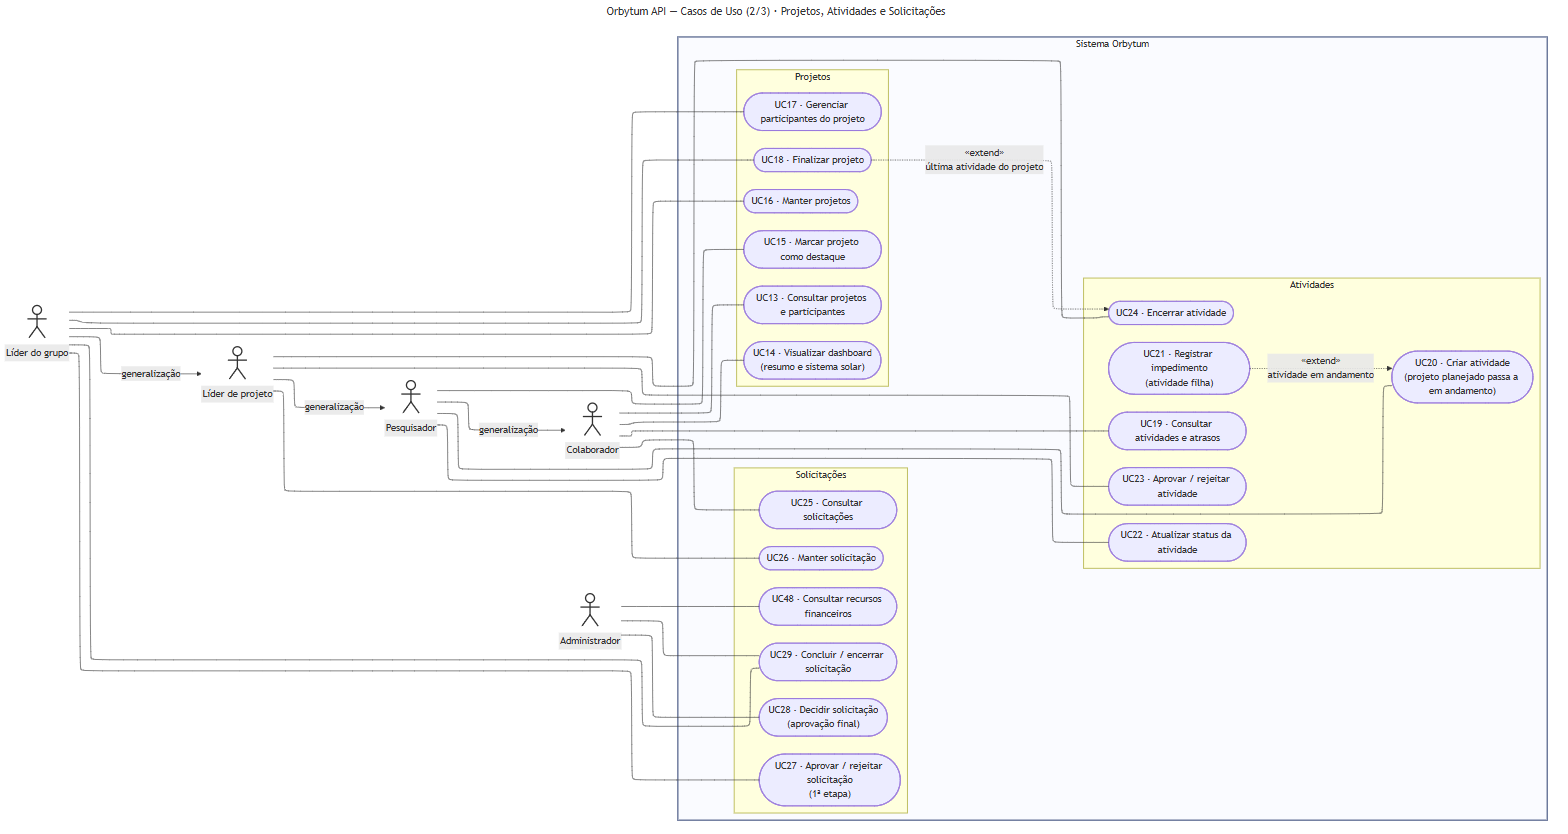 Orbytum API — Casos de Uso (2/3) · Projetos, Atividades e Solicitações
Sistema Orbytum
Projetos
UC17 · Gerenciar
participantes do projeto
UC18 · Finalizar projeto
UC16 · Manter projetos
UC15 · Marcar projeto
como destaque
UC13 · Consultar projetos
e participantes
UC14 · Visualizar dashboard
(resumo e sistema solar)
«extend»
última atividade do projeto
Atividades
UC24 · Encerrar atividade
UC21 · Registrar
impedimento
(atividade filha)
«extend»
atividade em andamento
UC20 · Criar atividade
(projeto planejado passa a
em andamento)
UC19 · Consultar
atividades e atrasos
UC23 · Aprovar / rejeitar
atividade
UC22 · Atualizar status da
atividade
Líder do grupo
generalização
Líder de projeto
generalização
Pesquisador
generalização
Colaborador
Administrador
Solicitações
UC25 · Consultar
solicitações
UC26 · Manter solicitação
UC48 · Consultar recursos
financeiros
UC29 · Concluir / encerrar
solicitação
UC28 · Decidir solicitação
(aprovação final)
UC27 · Aprovar / rejeitar
solicitação
(1ª etapa)